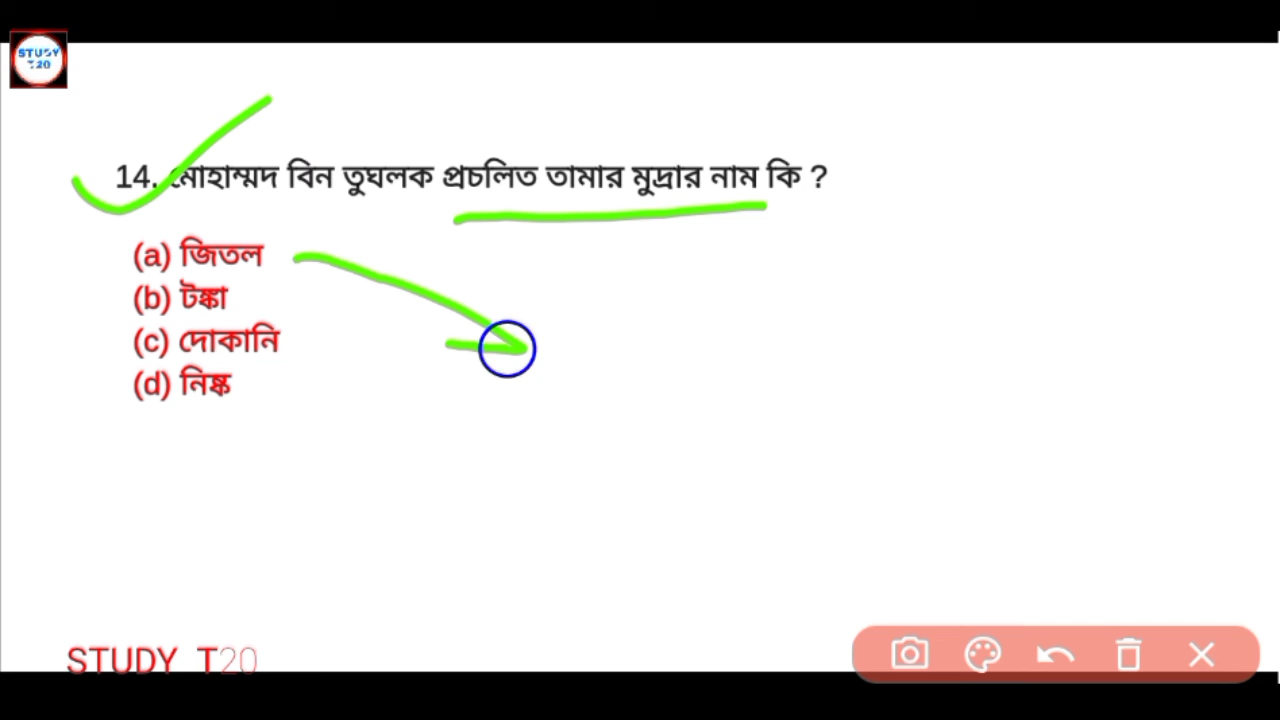 STUDY
T20
14. মোহাম্মদ বিন তুঘলক প্রচলিত তামার মুদ্রার নাম কি ?
(a) জিতল
(b) টঙ্কা
(c) দোকানি
(d) নিষ্ক
STUDY T20